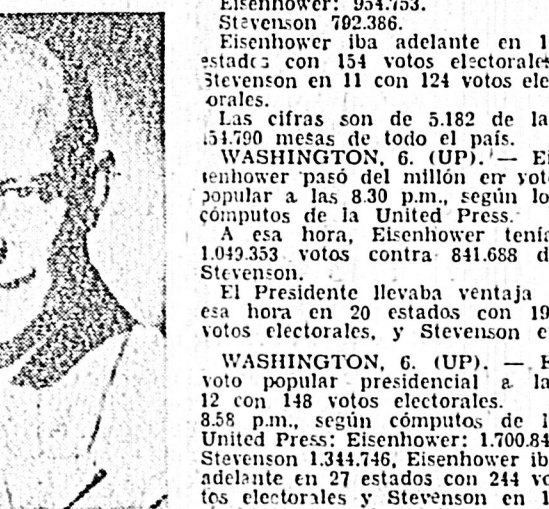 Eisenhower: 954.753.
Stevenson 792.386.
Eisenhower iba adelante en 1
estados con 154 votos electorales
Stevenson en 11 con 124 votos ele
orales.
Las cifras son de 5.182 de la
154.790 mesas de todo el país.
WASHINGTON, 6. (UP). — Ei
senhower pasó del millón en voto
popular a las 8.30 p.m., según lo
cómputos de la United Press.
A esa hora, Eisenhower tenía
1.049.353 votos contra 841.688 d
Stevenson.
El Presidente llevaba ventaja
esa hora en 20 estados con 19
votos electorales, y Stevenson e
WASHINGTON, 6. (UP). — E
voto popular presidencial a la
12 con 148 votos electorales.
8.58 p.m., según cómputos de l
United Press: Eisenhower: 1.700.84
Stevenson 1.344.746, Eisenhower ib
adelante en 27 estados con 244 vo
tos electorales y Stevenson en 1